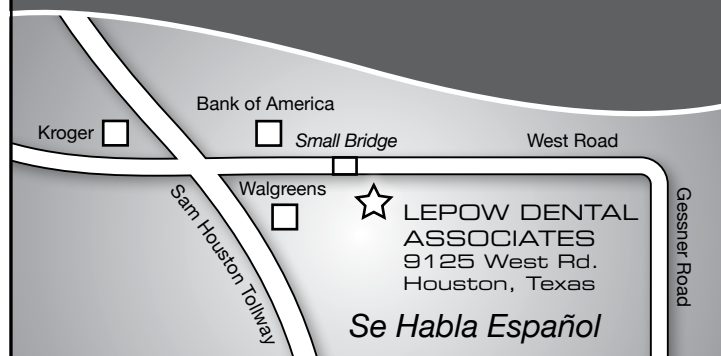 Bank of America
Kroger
Small Bridge
West Road
Walgreens
Sam Houston Tollway
LEPOW DENTAL
ASSOCIATES
9125 West Rd.
Houston, Texas
Gessner Road
Se Habla Español